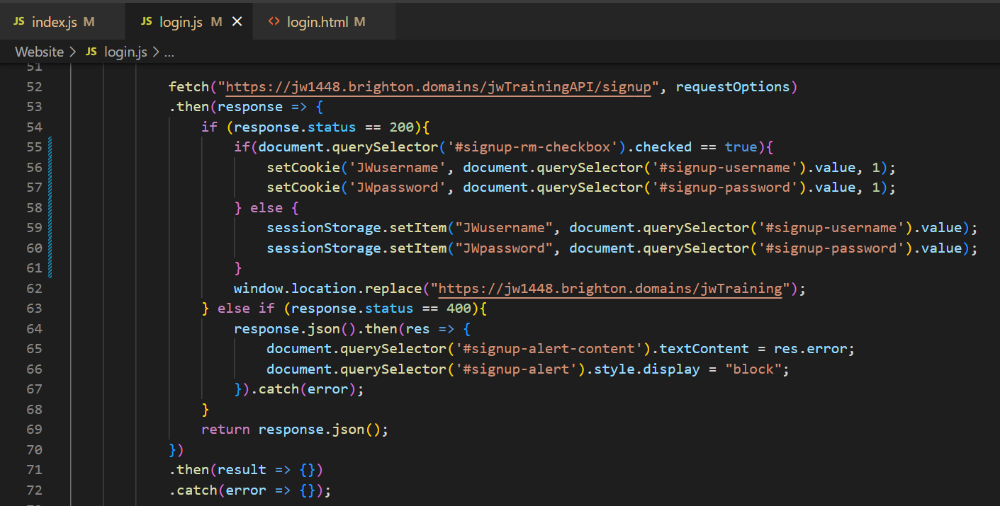 JS index.js M JS login.js M × <> login.html M
Website > JS login.js > ...
51
52 fetch("https://jw1448.brighton.domains/jwTrainingAPI/signup", requestOptions)
53 .then(response => {
54 if (response.status == 200){
55 if(document.querySelector('#signup-rm-checkbox').checked == true){
56 setCookie('JWusername', document.querySelector('#signup-username').value, 1);
57 setCookie('JWpassword', document.querySelector('#signup-password').value, 1);
58 } else {
59 sessionStorage.setItem("JWusername", document.querySelector('#signup-username').value);
60 sessionStorage.setItem("JWpassword", document.querySelector('#signup-password').value);
61 }
62 window.location.replace("https://jw1448.brighton.domains/jwTraining");
63 } else if (response.status == 400){
64 response.json().then(res => {
65 document.querySelector('#signup-alert-content').textContent = res.error;
66 document.querySelector('#signup-alert').style.display = "block";
67 }).catch(error);
68 }
69 return response.json();
70 })
71 .then(result => {})
72 .catch(error => {});